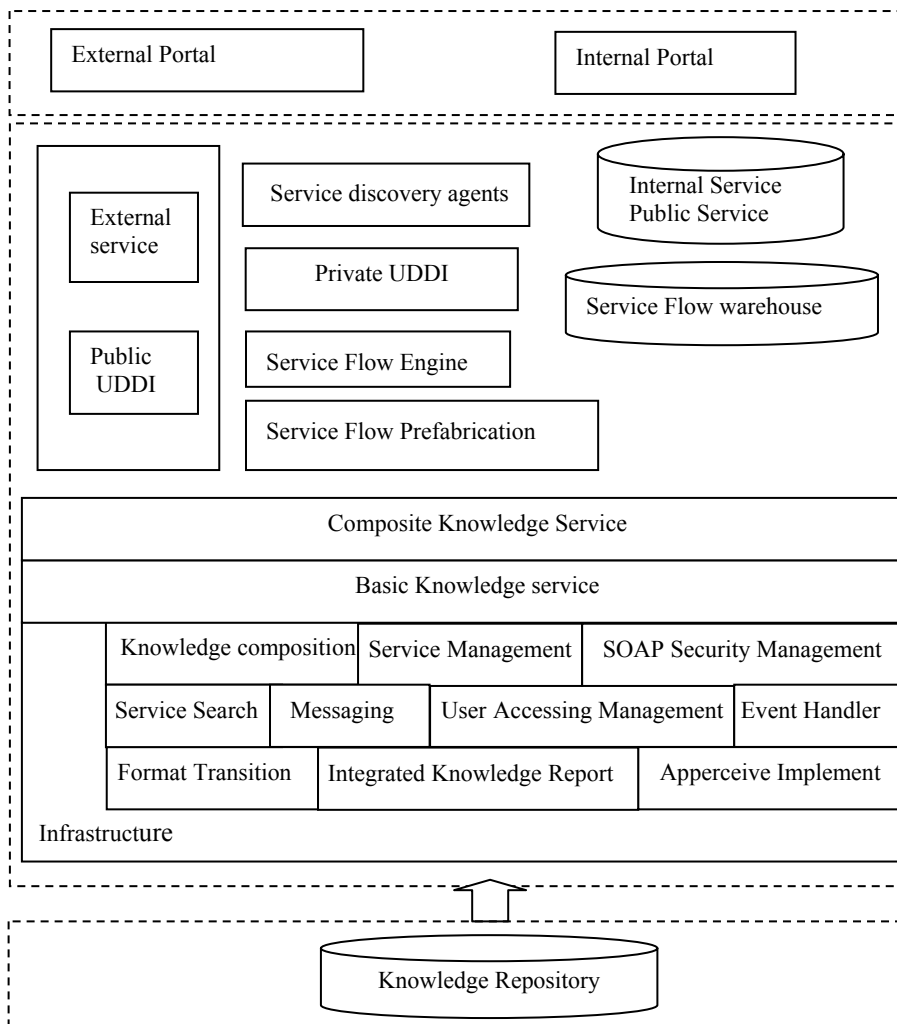 External Portal
Internal Portal
External
service
Public
UDDI
Service discovery agents
Private UDDI
Service Flow Engine
Service Flow Prefabrication
Internal Service
Public Service
Service Flow warehouse
Composite Knowledge Service
Basic Knowledge service
Knowledge composition
Service Management
SOAP Security Management
Service Search
Messaging
User Accessing Management
Event Handler
Format Transition
Integrated Knowledge Report
Apperceive Implement
Infrastructure
Knowledge Repository